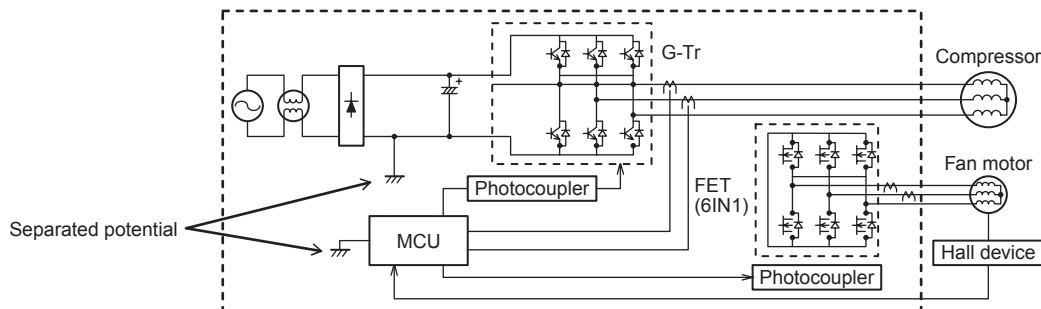 G-Tr
Compressor
+
Photocoupler
FET
(6IN1)
Fan motor
Separated potential
MCU
Hall device
Photocoupler